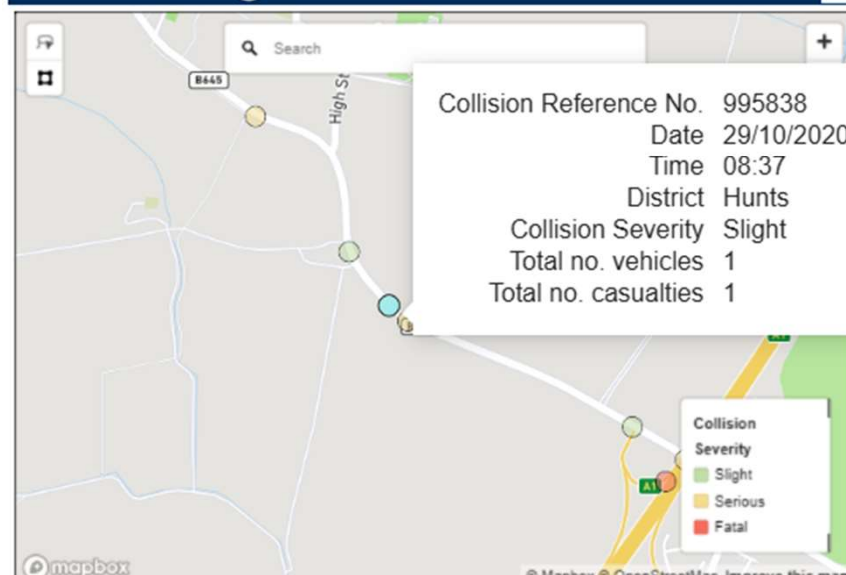 Search
+
B645
High St
Collision Reference No. 995838
Date 29/10/2020
Time 08:37
District Hunts
Collision Severity Slight
Total no. vehicles 1
Total no. casualties 1
A1
Collision
Severity
Slight
Serious
Fatal
A1
mapbox
© Mapbox © OpenStreetMap Improve this map